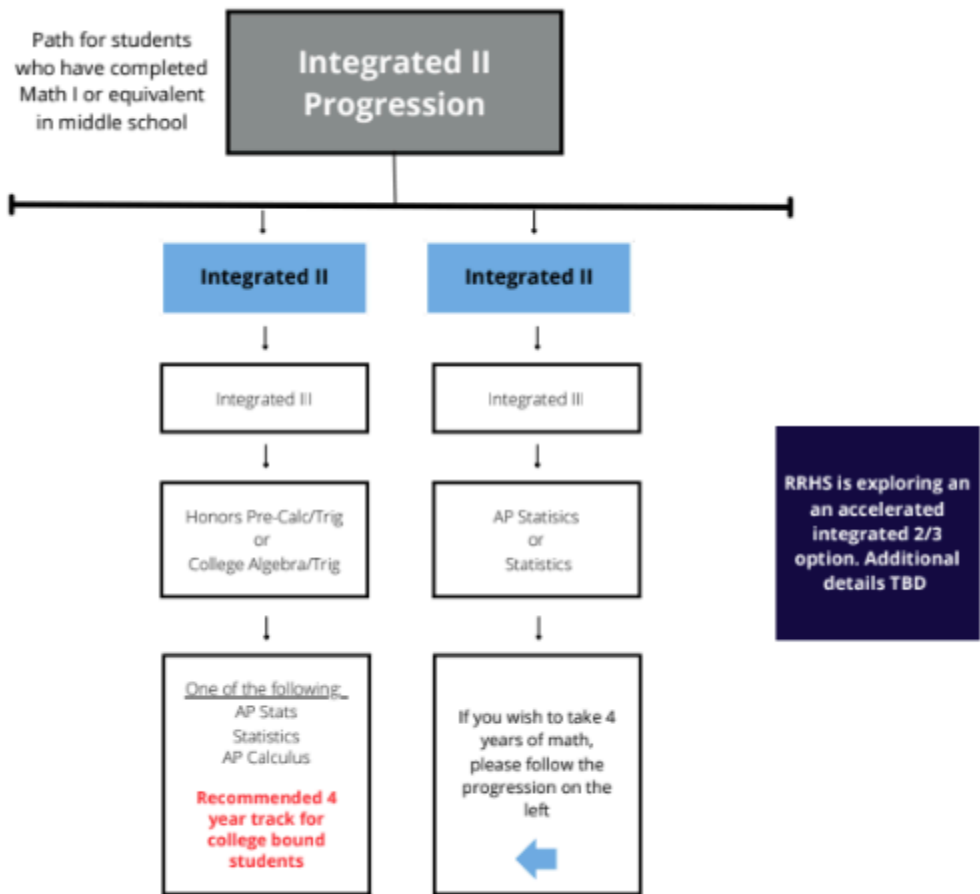 Path for students
who have completed
Math I or equivalent
in middle school
Integrated II
Progression
Integrated II
Integrated II
Integrated III
Integrated III
Honors Pre-Calc/Trig
or
College Algebra/Trig
AP Statisics
or
Statistics
RRHS is exploring an
an accelerated
integrated 2/3
option. Additional
details TBD
One of the following
AP Stats
Statistics
AP Calculus
Recommended 4
year track for
college bound
students
If you wish to take 4
years of math,
please follow the
progression on the
left